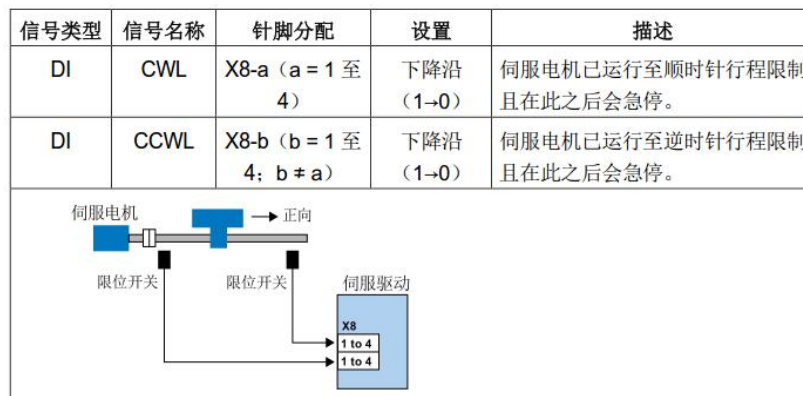 信号类型 信号名称 针脚分配 设置 描述
DI CWL X8-a（a = 1 至 下降沿 伺服电机已运行至顺时针行程限制
4） （1→0） 且在此之后会急停。
DI CCWL X8-b（b = 1 至 下降沿 伺服电机已运行至逆时针行程限制
4；b ≠ a） （1→0） 且在此之后会急停。
伺服电机 正向
限位开关 限位开关 伺服驱动
X8
1 to 4
1 to 4